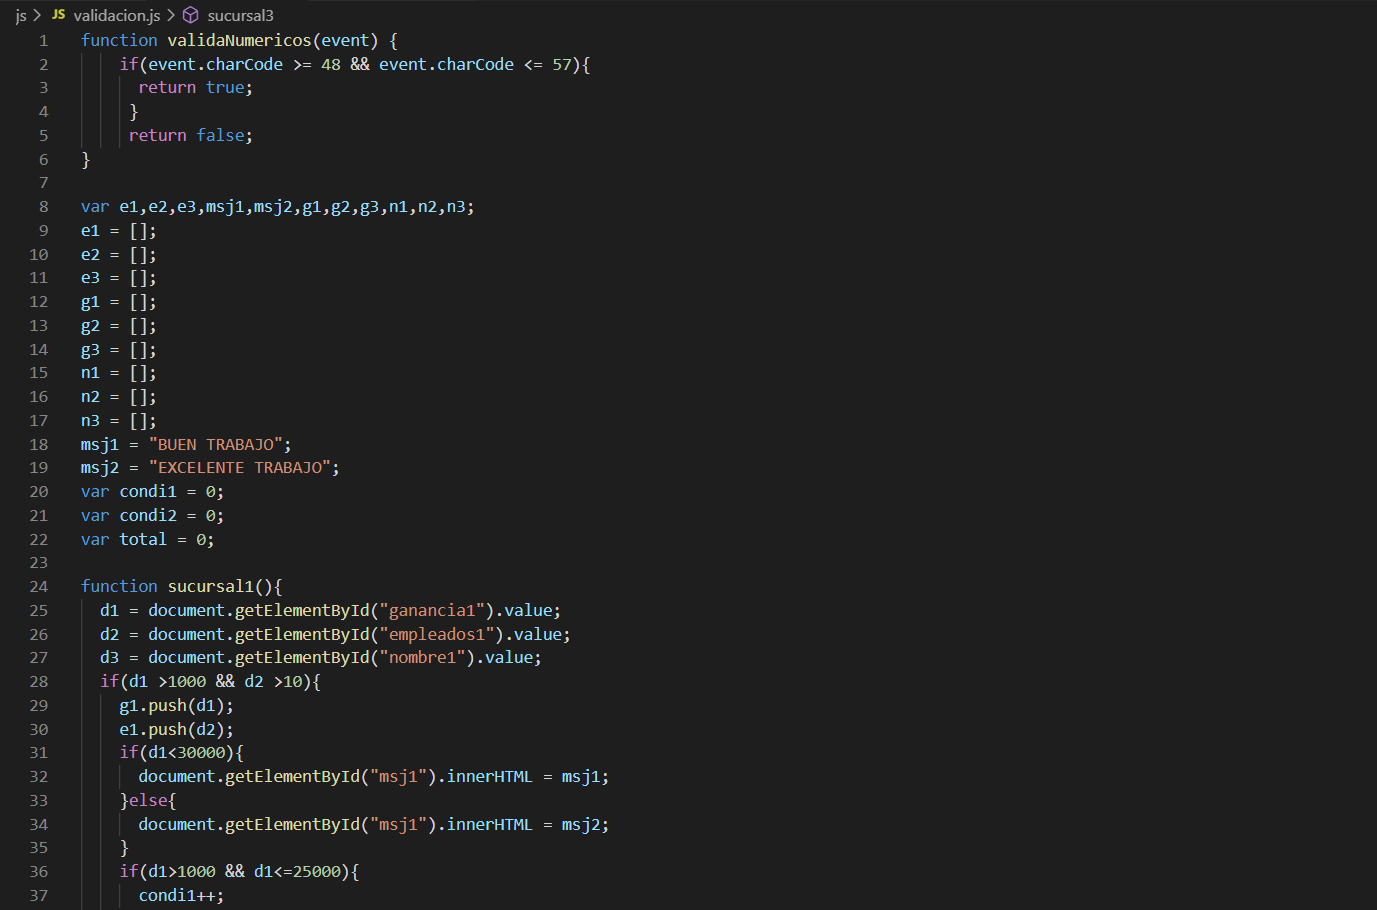 js > JS validacion.js > sucursal3
1 function validaNumericos(event) {
2 if(event.charCode >= 48 && event.charCode <= 57){
3 return true;
4 }
5 return false;
6 }
7
8 var e1,e2,e3,msj1,msj2,g1,g2,g3,n1,n2,n3;
9 e1 = [];
10 e2 = [];
11 e3 = [];
12 g1 = [];
13 g2 = [];
14 g3 = [];
15 n1 = [];
16 n2 = [];
17 n3 = [];
18 msj1 = "BUEN TRABAJO";
19 msj2 = "EXCELENTE TRABAJO";
20 var condi1 = 0;
21 var condi2 = 0;
22 var total = 0;
23
24 function sucursal1(){
25 d1 = document.getElementById("ganancia1").value;
26 d2 = document.getElementById("empleados1").value;
27 d3 = document.getElementById("nombre1").value;
28 if(d1 >1000 && d2 >10){
29 g1.push(d1);
30 e1.push(d2);
31 if(d1<30000){
32 document.getElementById("msj1").innerHTML = msj1;
33 }else{
34 document.getElementById("msj1").innerHTML = msj2;
35 }
36 if(d1>1000 && d1<=25000){
37 condi1++;